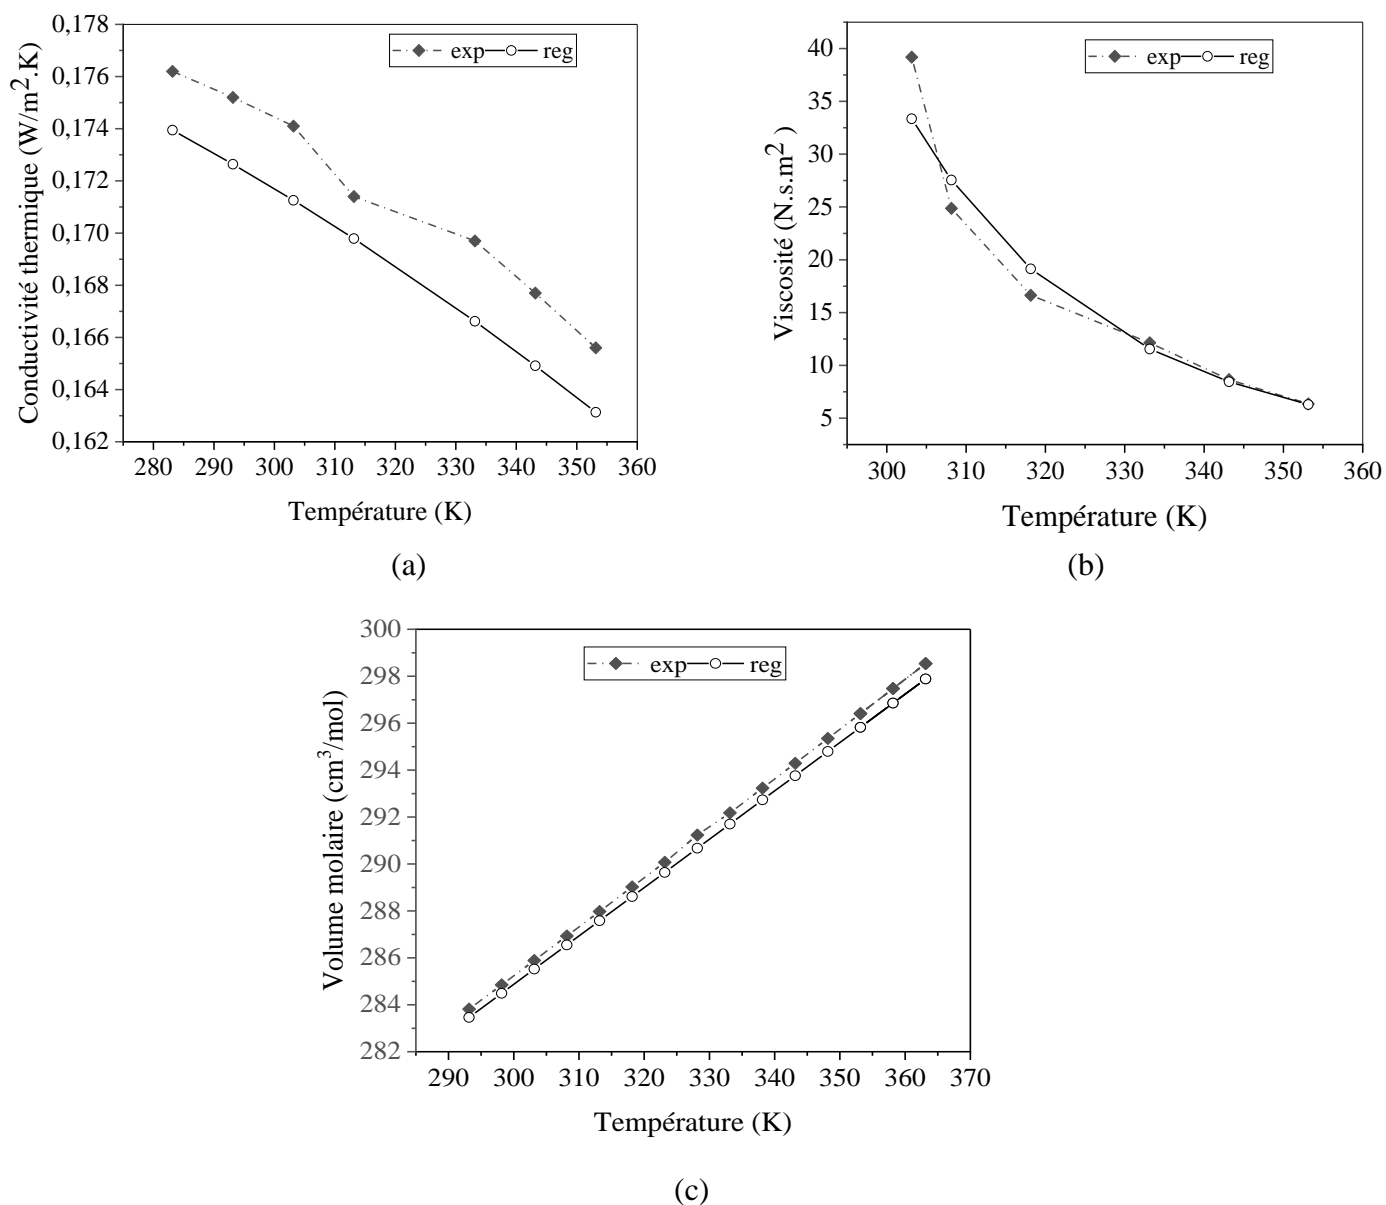 0,178
0,176
0,174
0,172
0,170
0,168
0,166
0,164
0,162
Conductivité thermique (W/m².K)
exp reg
280 290 300 310 320 330 340 350 360
Température (K)
(a)
40
35
30
25
20
15
10
5
Viscosité (N.s.m²)
exp reg
300 310 320 330 340 350 360
Température (K)
(b)
300
298
296
294
292
290
288
286
284
282
Volume molaire (cm³/mol)
exp reg
290 300 310 320 330 340 350 360 370
Température (K)
(c)